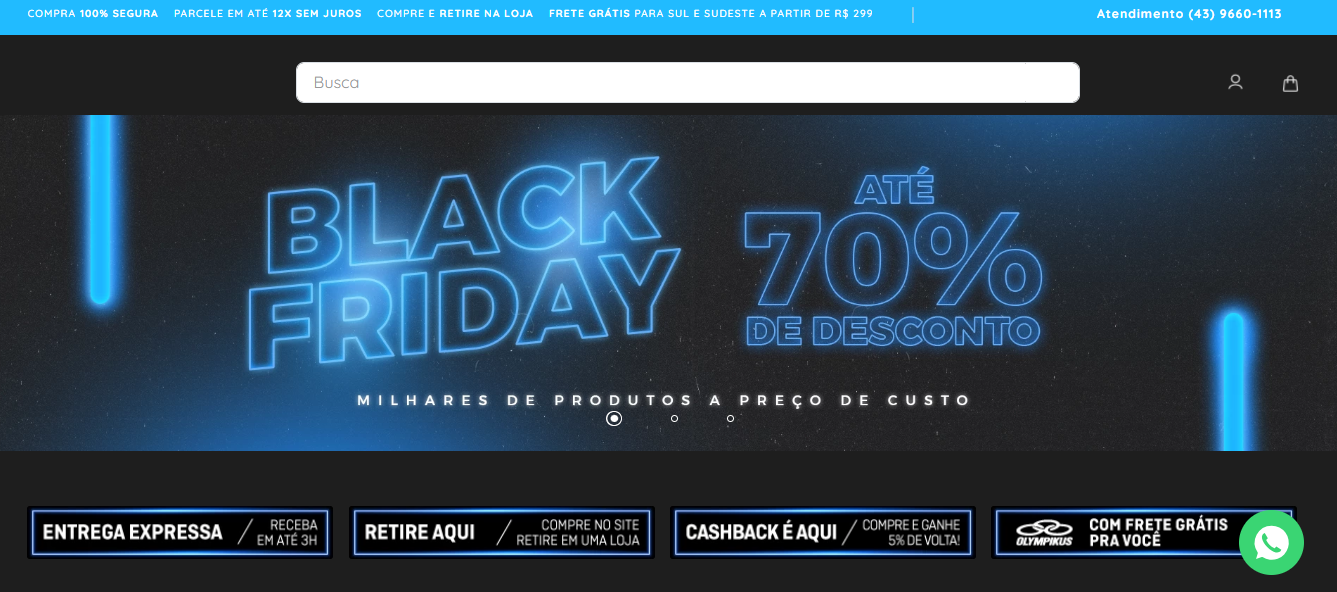 COMPRA 100% SEGURA PARCELE EM ATÉ 12X SEM JUROS COMPRE E RETIRE NA LOJA FRETE GRÁTIS PARA SUL E SUDESTE A PARTIR DE R$ 299 Atendimento (43) 9660-1113
Busca
BLACK
FRIDAY
ATÉ
70%
DE DESCONTO
MILHARES DE PRODUTOS A PREÇO DE CUSTO
ENTREGA EXPRESSA / RECEBA
EM ATÉ 3H
RETIRE AQUI / COMPRE NO SITE
RETIRE EM UMA LOJA
CASHBACK É AQUI / COMPRE E GANHE
5% DE VOLTA!
OLYMPIKUS
COM FRETE GRÁTIS
PRA VOCÊ